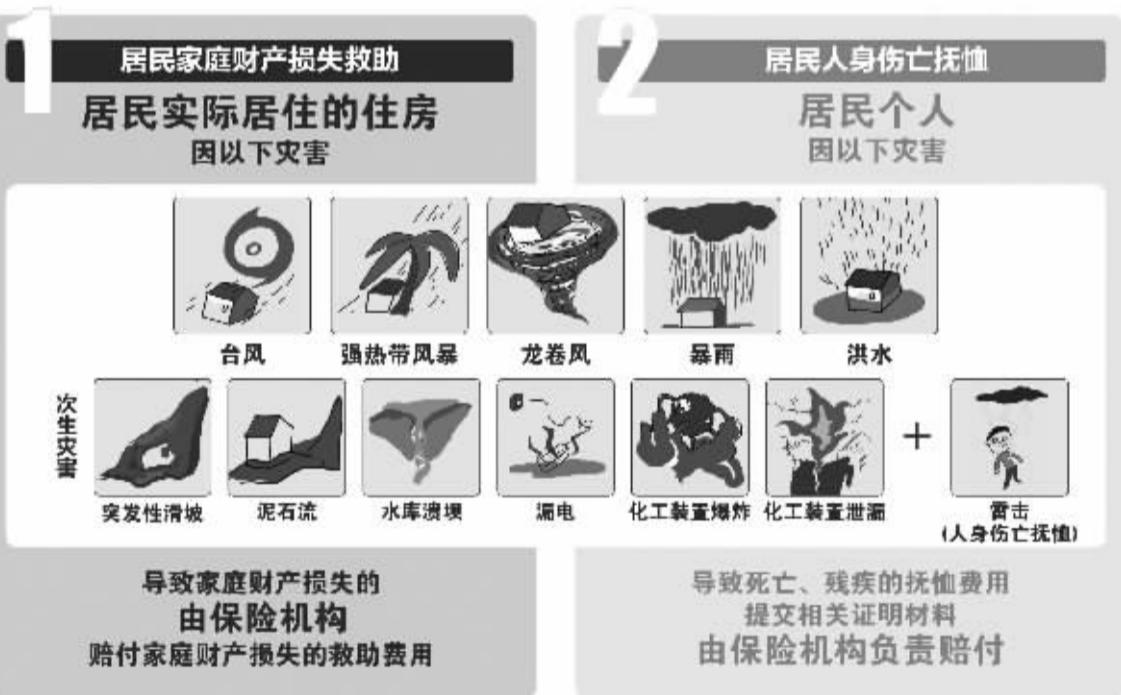 1
居民家庭财产损失救助
居民实际居住的住房
因以下灾害
2
居民人身伤亡抚恤
居民个人
因以下灾害
台风 强热带风暴 龙卷风 暴雨 洪水
次生灾害
突发性滑坡 泥石流 水库溃坝 漏电 化工装置爆炸 化工装置泄漏 + 雷击
(人身伤亡抚恤)
导致家庭财产损失的
由保险机构
赔付家庭财产损失的救助费用
导致死亡、残疾的抚恤费用
提交相关证明材料
由保险机构负责赔付